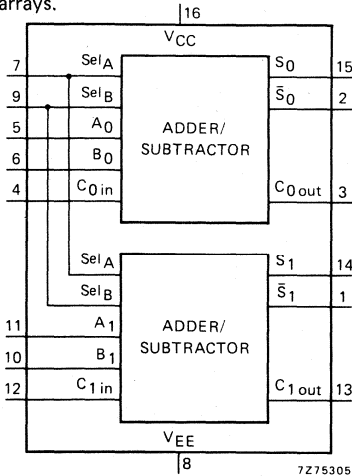 arrays.
16
VCC
7 SelA S0 15
9 SelB S̄0 2
5 A0
6 B0
4 C0 in C0 out 3
ADDER/
SUBTRACTOR
SelA S1 14
SelB S̄1 1
11 A1
10 B1
12 C1 in C1 out 13
ADDER/
SUBTRACTOR
VEE
8
7Z75305